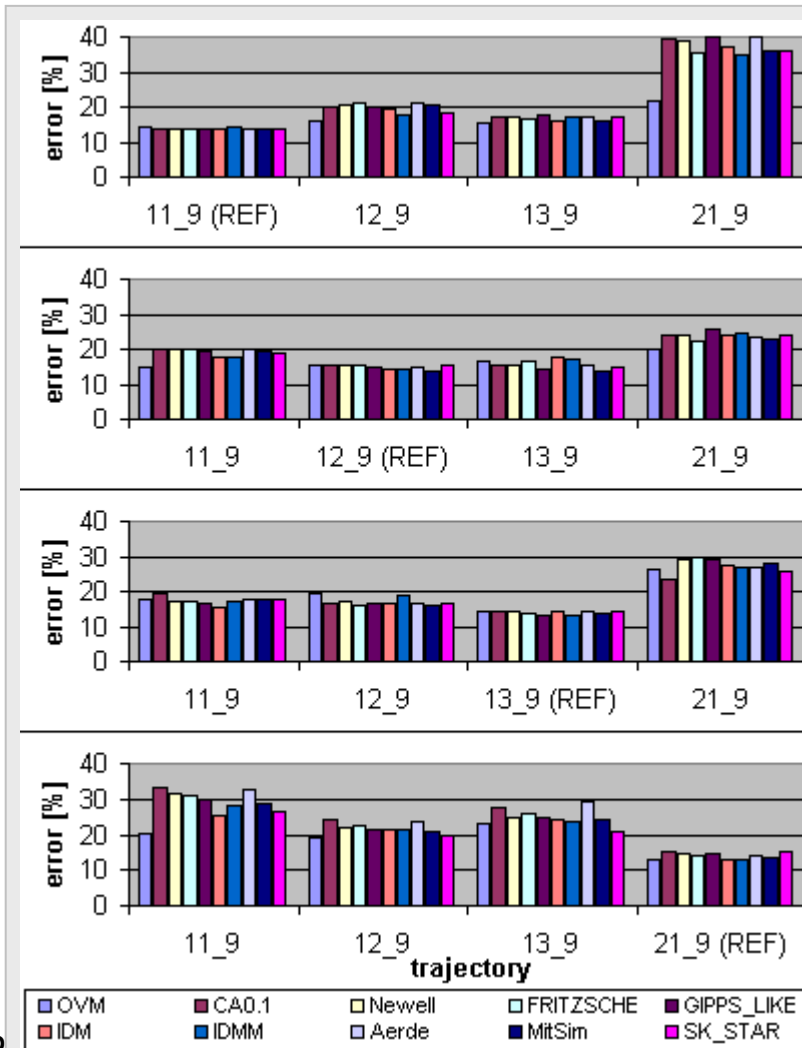 error [%]
40
30
20
10
0
11_9 (REF) 12_9 13_9 21_9
error [%]
40
30
20
10
0
11_9 12_9 (REF) 13_9 21_9
error [%]
40
30
20
10
0
11_9 12_9 13_9 (REF) 21_9
error [%]
40
30
20
10
0
11_9 12_9 13_9 21_9 (REF)
trajectory
OVM CA0.1 Newell FRITZSCHE GIPPS_LIKE
IDM IDMM Aerde MitSim SK_STAR